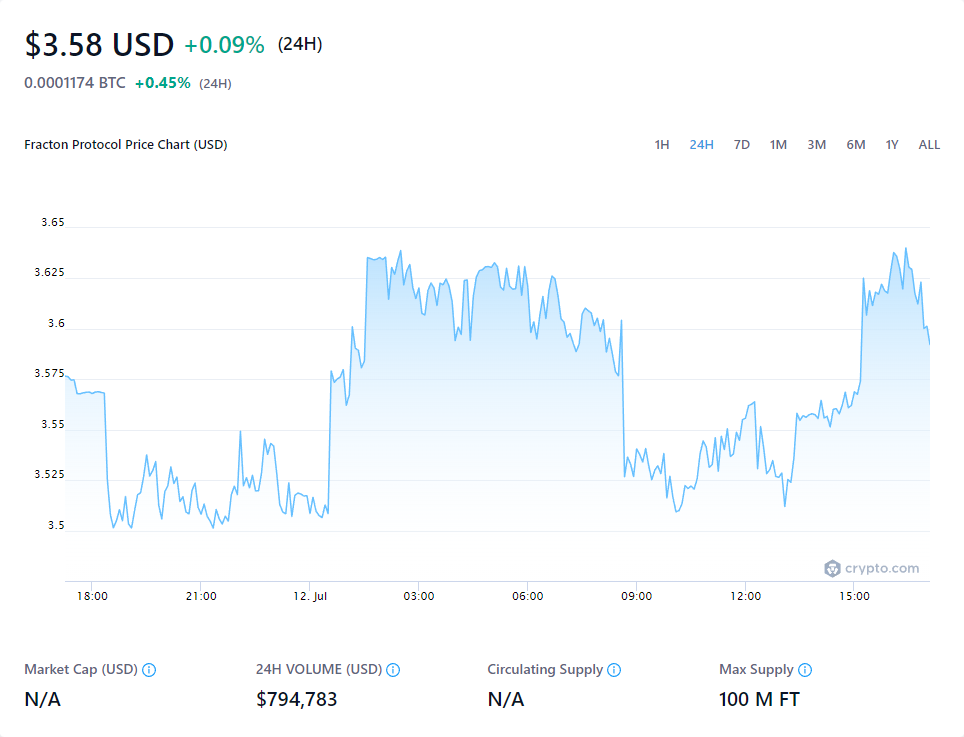 $3.58 USD +0.09% (24H)
0.0001174 BTC +0.45% (24H)
Fracton Protocol Price Chart (USD) 1H 24H 7D 1M 3M 6M 1Y ALL
3.65
3.625
3.6
3.575
3.55
3.525
3.5
crypto.com
18:00 21:00 12. Jul 03:00 06:00 09:00 12:00 15:00
Market Cap (USD) 24H VOLUME (USD) Circulating Supply Max Supply
N/A $794,783 N/A 100 M FT